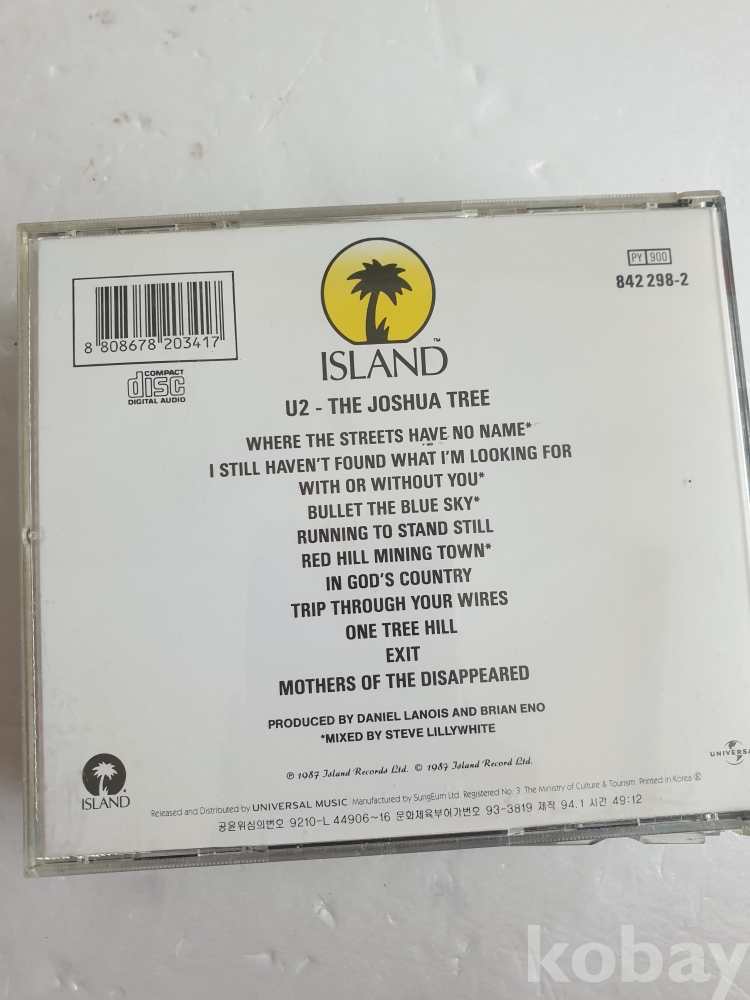 PY 900
842 298-2
8 808678 203417
COMPACT
disc
DIGITAL AUDIO
ISLAND™
U2 - THE JOSHUA TREE
WHERE THE STREETS HAVE NO NAME*
I STILL HAVEN'T FOUND WHAT I'M LOOKING FOR
WITH OR WITHOUT YOU*
BULLET THE BLUE SKY*
RUNNING TO STAND STILL
RED HILL MINING TOWN*
IN GOD'S COUNTRY
TRIP THROUGH YOUR WIRES
ONE TREE HILL
EXIT
MOTHERS OF THE DISAPPEARED
PRODUCED BY DANIEL LANOIS AND BRIAN ENO
*MIXED BY STEVE LILLYWHITE
℗ 1987 Island Records Ltd. © 1987 Island Record Ltd.
ISLAND
UNIVERSA
Released and Distributed by UNIVERSAL MUSIC Manufactured by SungEum Ltd. Registered No. 3 The Ministry of Culture & Tourism. Printed in Korea Ⓔ
공윤위심의번호 9210-L 44906~16 문화체육부허가번호 93-3819 제작 94.1 시간 49:12
kobay